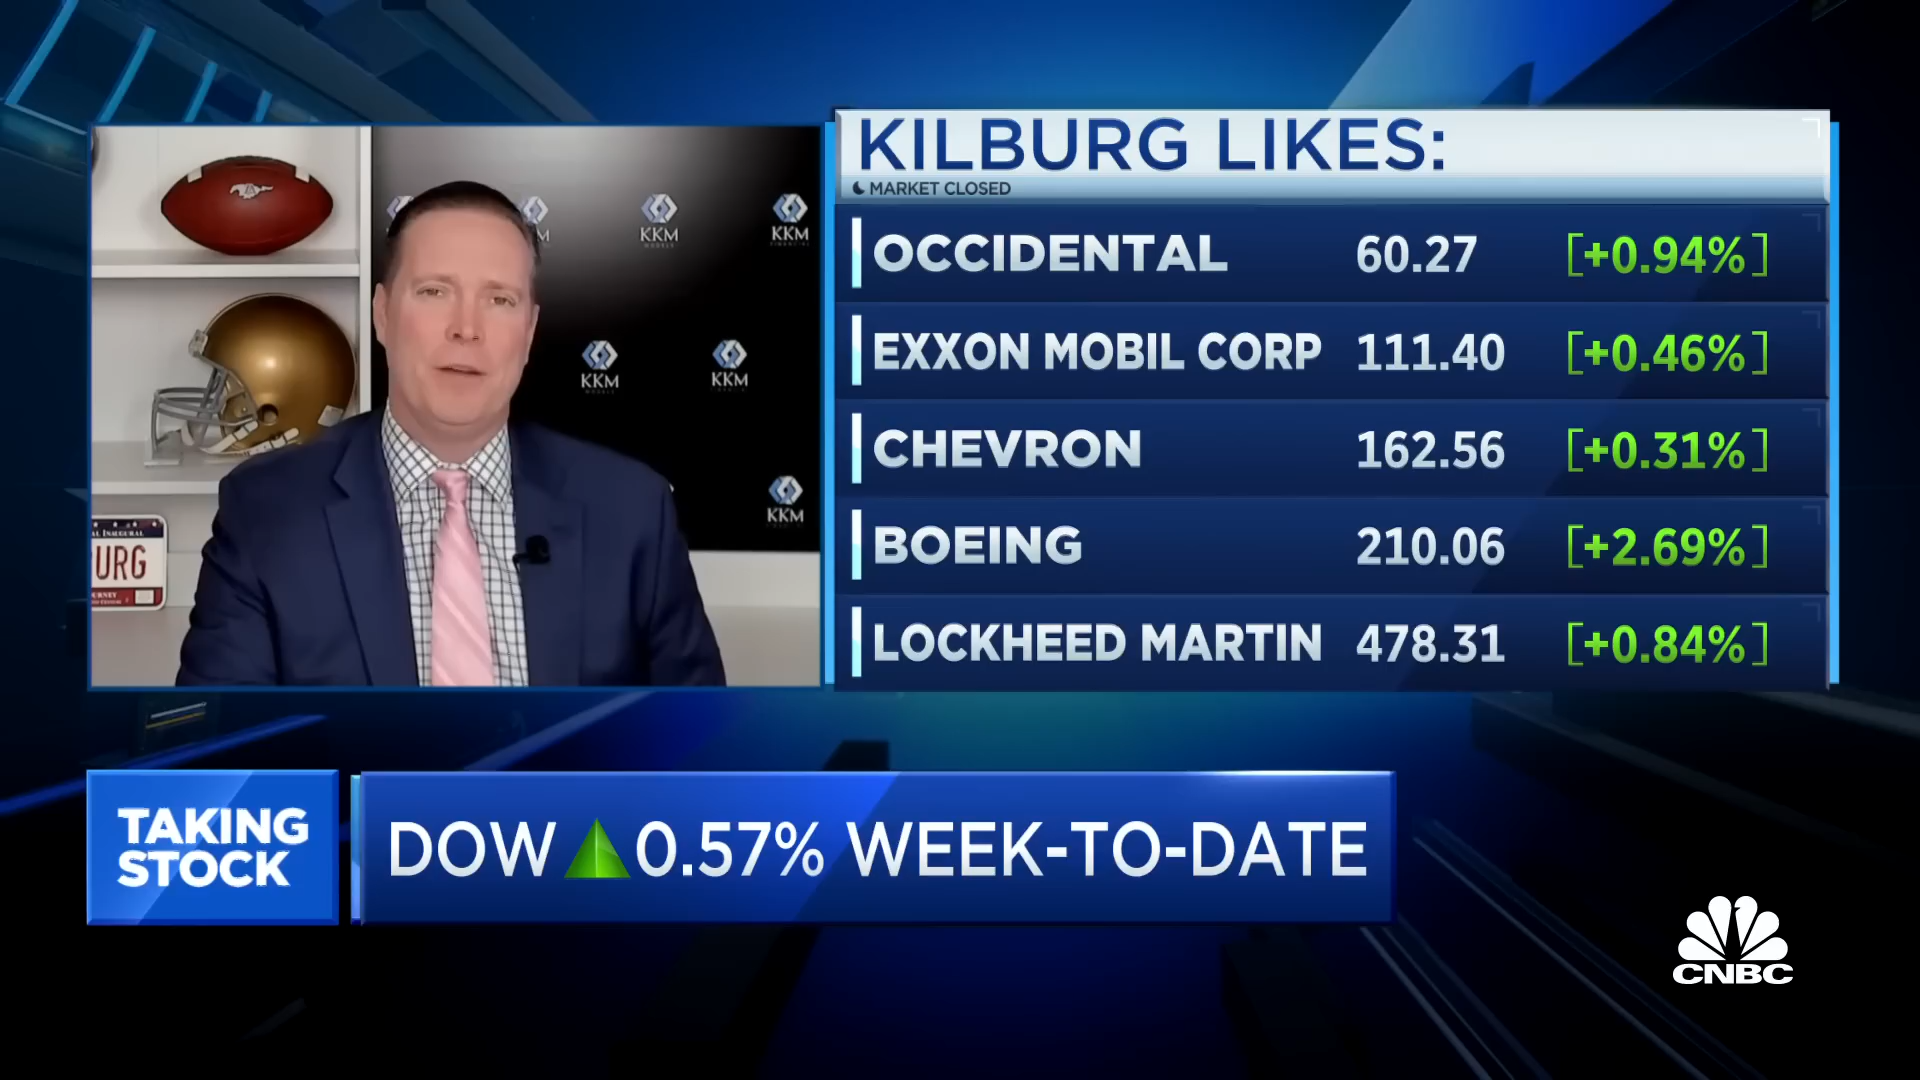 KILBURG LIKES:
MARKET CLOSED
OCCIDENTAL 60.27 [+0.94%]
EXXON MOBIL CORP 111.40 [+0.46%]
CHEVRON 162.56 [+0.31%]
BOEING 210.06 [+2.69%]
LOCKHEED MARTIN 478.31 [+0.84%]
KKM
KKM
FINANCIAL
KKM
KKM
KKM
URG
TAKING
STOCK
DOW 0.57% WEEK-TO-DATE
CNBC